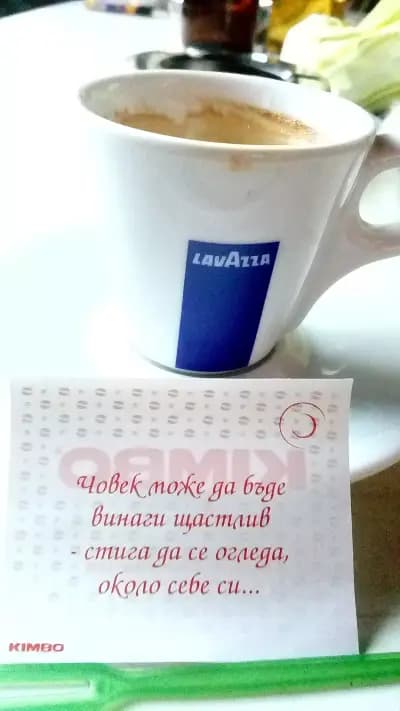 LAVAZZA
KIMBO
Човек може да бъде
винаги щастлив
- стига да се огледа,
около себе си...
KIMBO